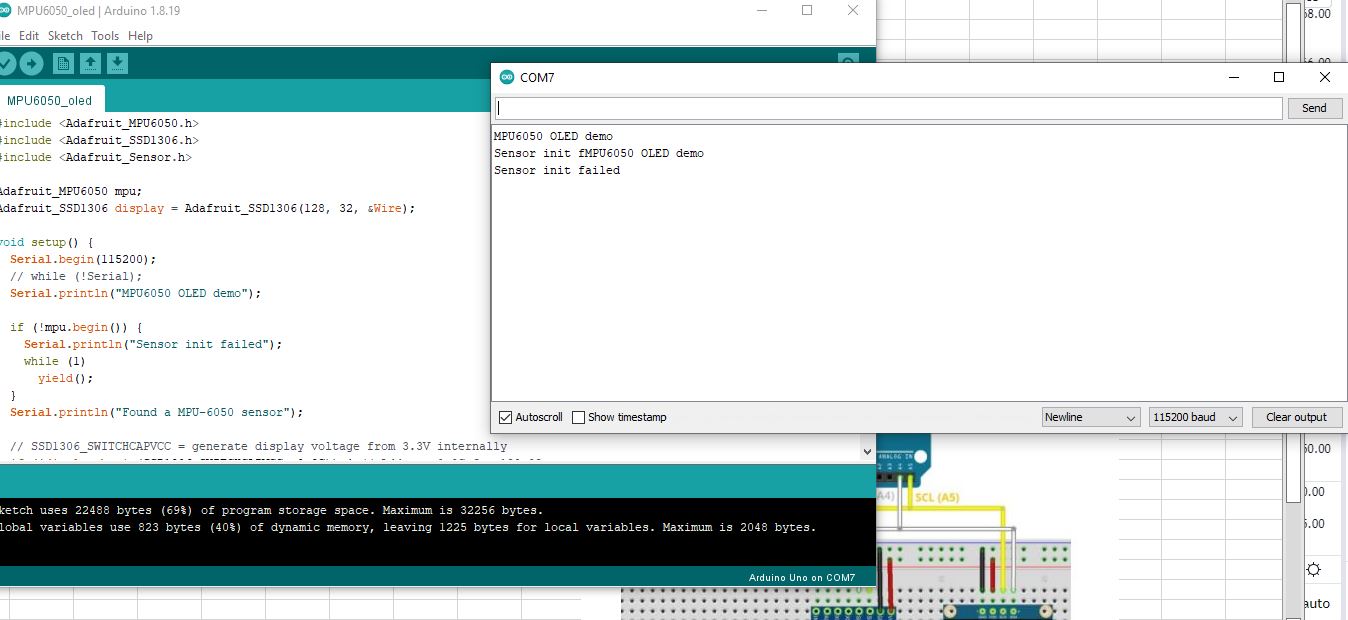 MPU6050_oled | Arduino 1.8.19
ile Edit Sketch Tools Help
MPU6050_oled
#include <Adafruit_MPU6050.h>
#include <Adafruit_SSD1306.h>
#include <Adafruit_Sensor.h>
Adafruit_MPU6050 mpu;
Adafruit_SSD1306 display = Adafruit_SSD1306(128, 32, &Wire);
void setup() {
Serial.begin(115200);
// while (!Serial);
Serial.println("MPU6050 OLED demo");
if (!mpu.begin()) {
Serial.println("Sensor init failed");
while (1)
yield();
}
Serial.println("Found a MPU-6050 sensor");
// SSD1306_SWITCHCAPVCC = generate display voltage from 3.3V internally
ketch uses 22488 bytes (69%) of program storage space. Maximum is 32256 bytes.
lobal variables use 823 bytes (40%) of dynamic memory, leaving 1225 bytes for local variables. Maximum is 2048 bytes.
Arduino Uno on COM7
COM7
Send
MPU6050 OLED demo
Sensor init fMPU6050 OLED demo
Sensor init failed
Autoscroll Show timestamp Newline 115200 baud Clear output
ANALOG IN
A4) SCL (A5)
58.00
50.00
0.00
5.00
auto